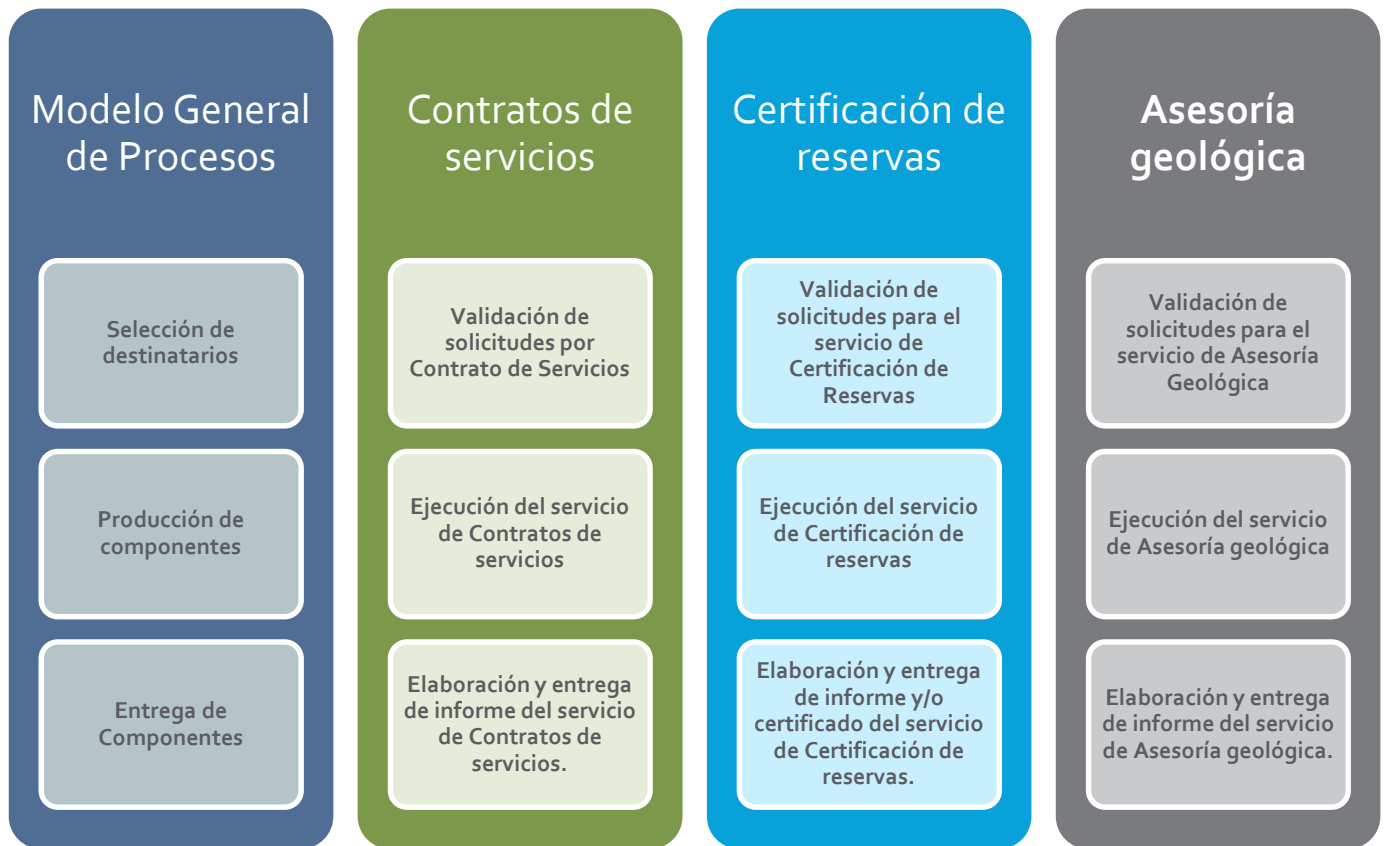 Modelo General
de Procesos
Selección de
destinatarios
Producción de
componentes
Entrega de
Componentes
Contratos de
servicios
Validación de
solicitudes por
Contrato de Servicios
Ejecución del servicio
de Contratos de
servicios
Elaboración y entrega
de informe del servicio
de Contratos de
servicios.
Certificación de
reservas
Validación de
solicitudes para el
servicio de
Certificación de
Reservas
Ejecución del servicio
de Certificación de
reservas
Elaboración y entrega
de informe y/o
certificado del servicio
de Certificación de
reservas.
Asesoría
geológica
Validación de
solicitudes para el
servicio de Asesoría
Geológica
Ejecución del servicio
de Asesoría geológica
Elaboración y entrega
de informe del servicio
de Asesoría geológica.